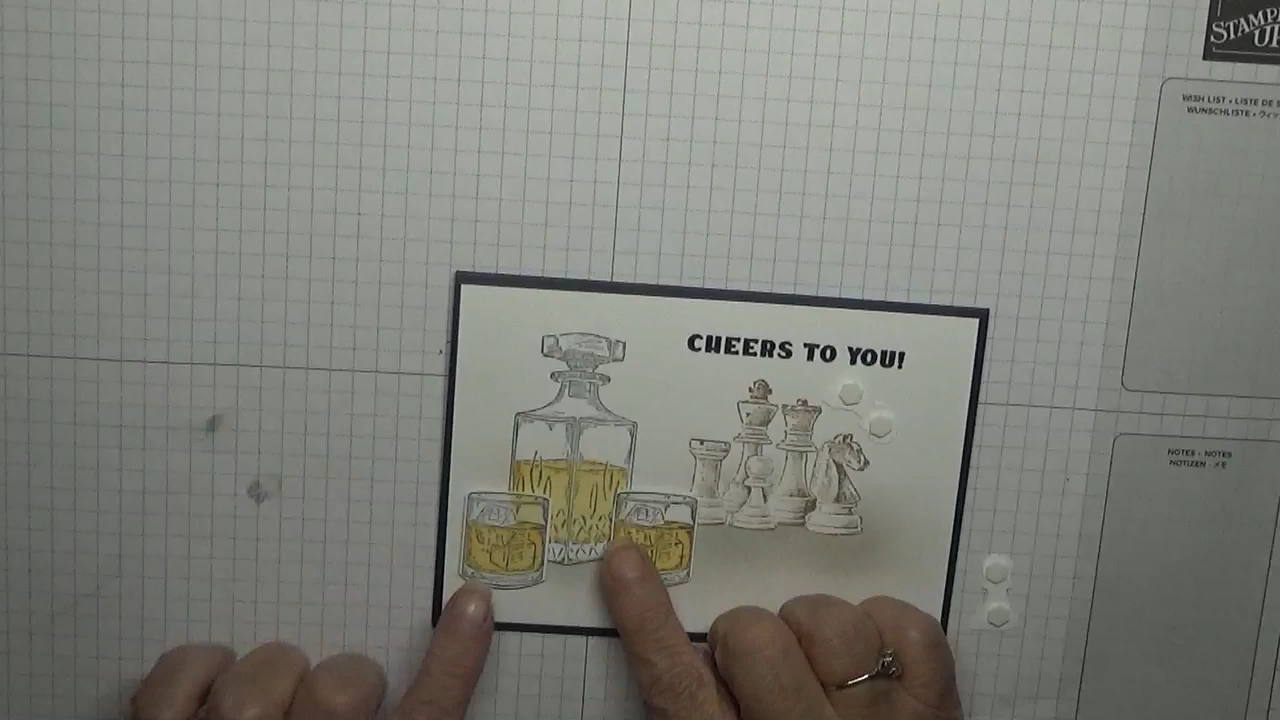 STAMP
UP
WISH LIST • LISTE DE
WUNSCHLISTE •
CHEERS TO YOU!
NOTES • NOTES
NOTIZEN • メモ